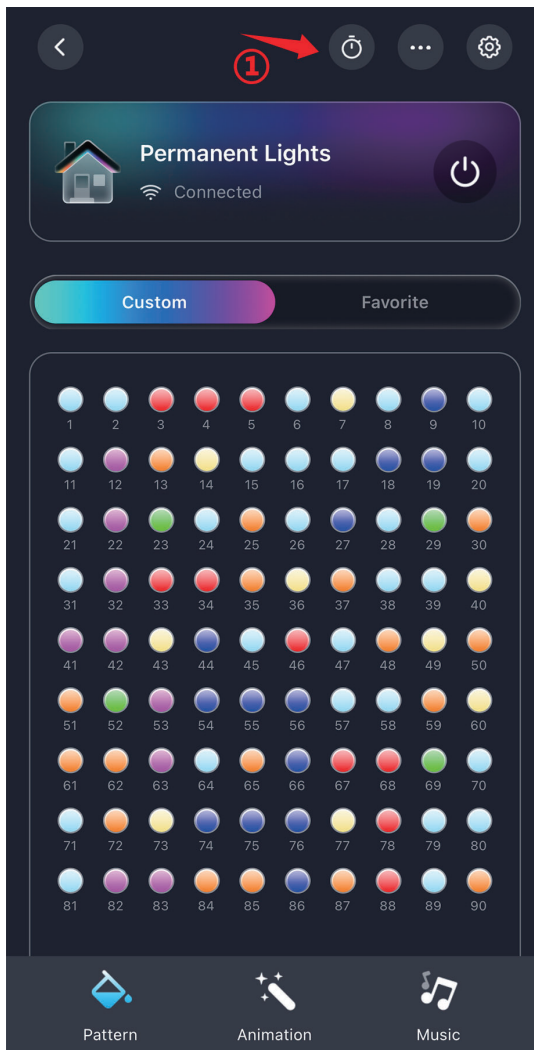 ①
Permanent Lights
Connected
Custom Favorite
1 2 3 4 5 6 7 8 9 10
11 12 13 14 15 16 17 18 19 20
21 22 23 24 25 26 27 28 29 30
31 32 33 34 35 36 37 38 39 40
41 42 43 44 45 46 47 48 49 50
51 52 53 54 55 56 57 58 59 60
61 62 63 64 65 66 67 68 69 70
71 72 73 74 75 76 77 78 79 80
81 82 83 84 85 86 87 88 89 90
Pattern Animation Music